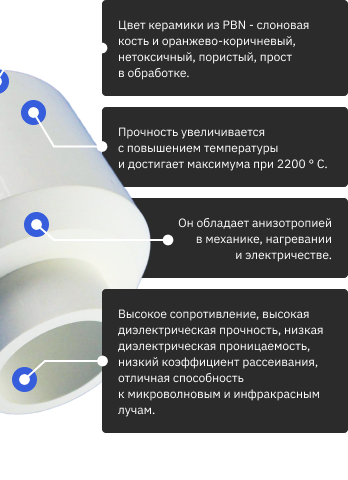 Цвет керамики из PBN - слоновая
кость и оранжево-коричневый,
нетоксичный, пористый, прост
в обработке.
Прочность увеличивается
с повышением температуры
и достигает максимума при 2200 ° C.
Он обладает анизотропией
в механике, нагревании
и электричестве.
Высокое сопротивление, высокая
диэлектрическая прочность, низкая
диэлектрическая проницаемость,
низкий коэффициент рассеивания,
отличная способность
к микроволновым и инфракрасным
лучам.